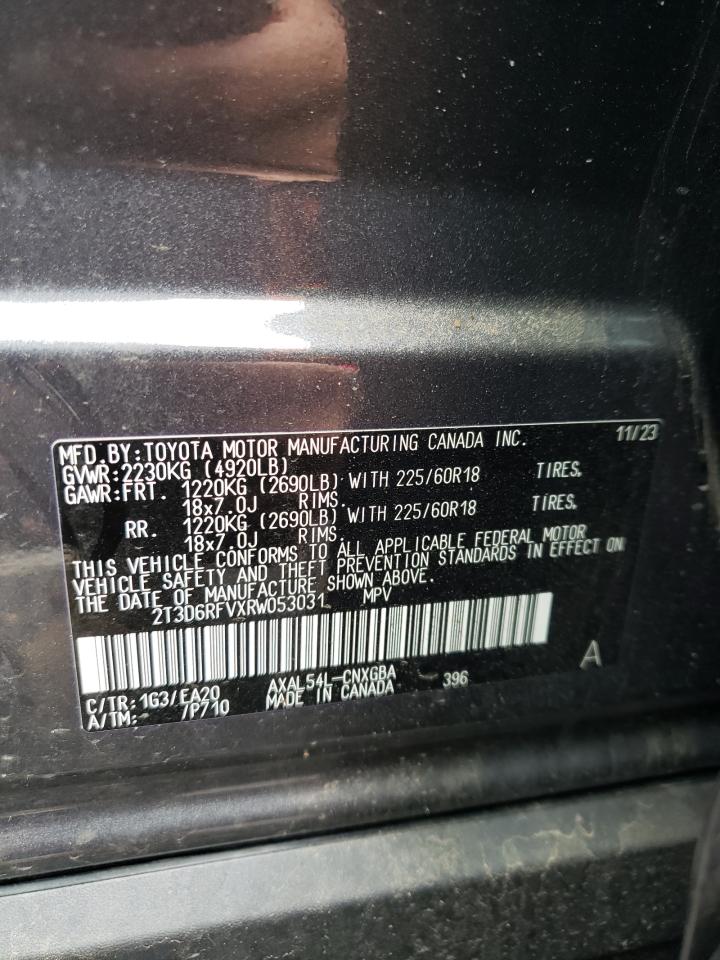 MFD.BY:TOYOTA MOTOR MANUFACTURING CANADA INC. 11/23
GVWR:2230KG (4920LB)
GAWR:FRT. 1220KG (2690LB) WITH 225/60R18 TIRES,
18x7.0J RIMS.
RR. 1220KG (2690LB) WITH 225/60R18 TIRES,
18x7.0J RIMS.
THIS VEHICLE CONFORMS TO ALL APPLICABLE FEDERAL MOTOR
VEHICLE SAFETY AND THEFT PREVENTION STANDARDS IN EFFECT ON
THE DATE OF MANUFACTURE SHOWN ABOVE.
2T3D6RFVXRW053031 MPV
A
C/TR: 1G3/EA20 AXAL54L-CNXGBA 396
A/TM: -/7P710 MADE IN CANADA